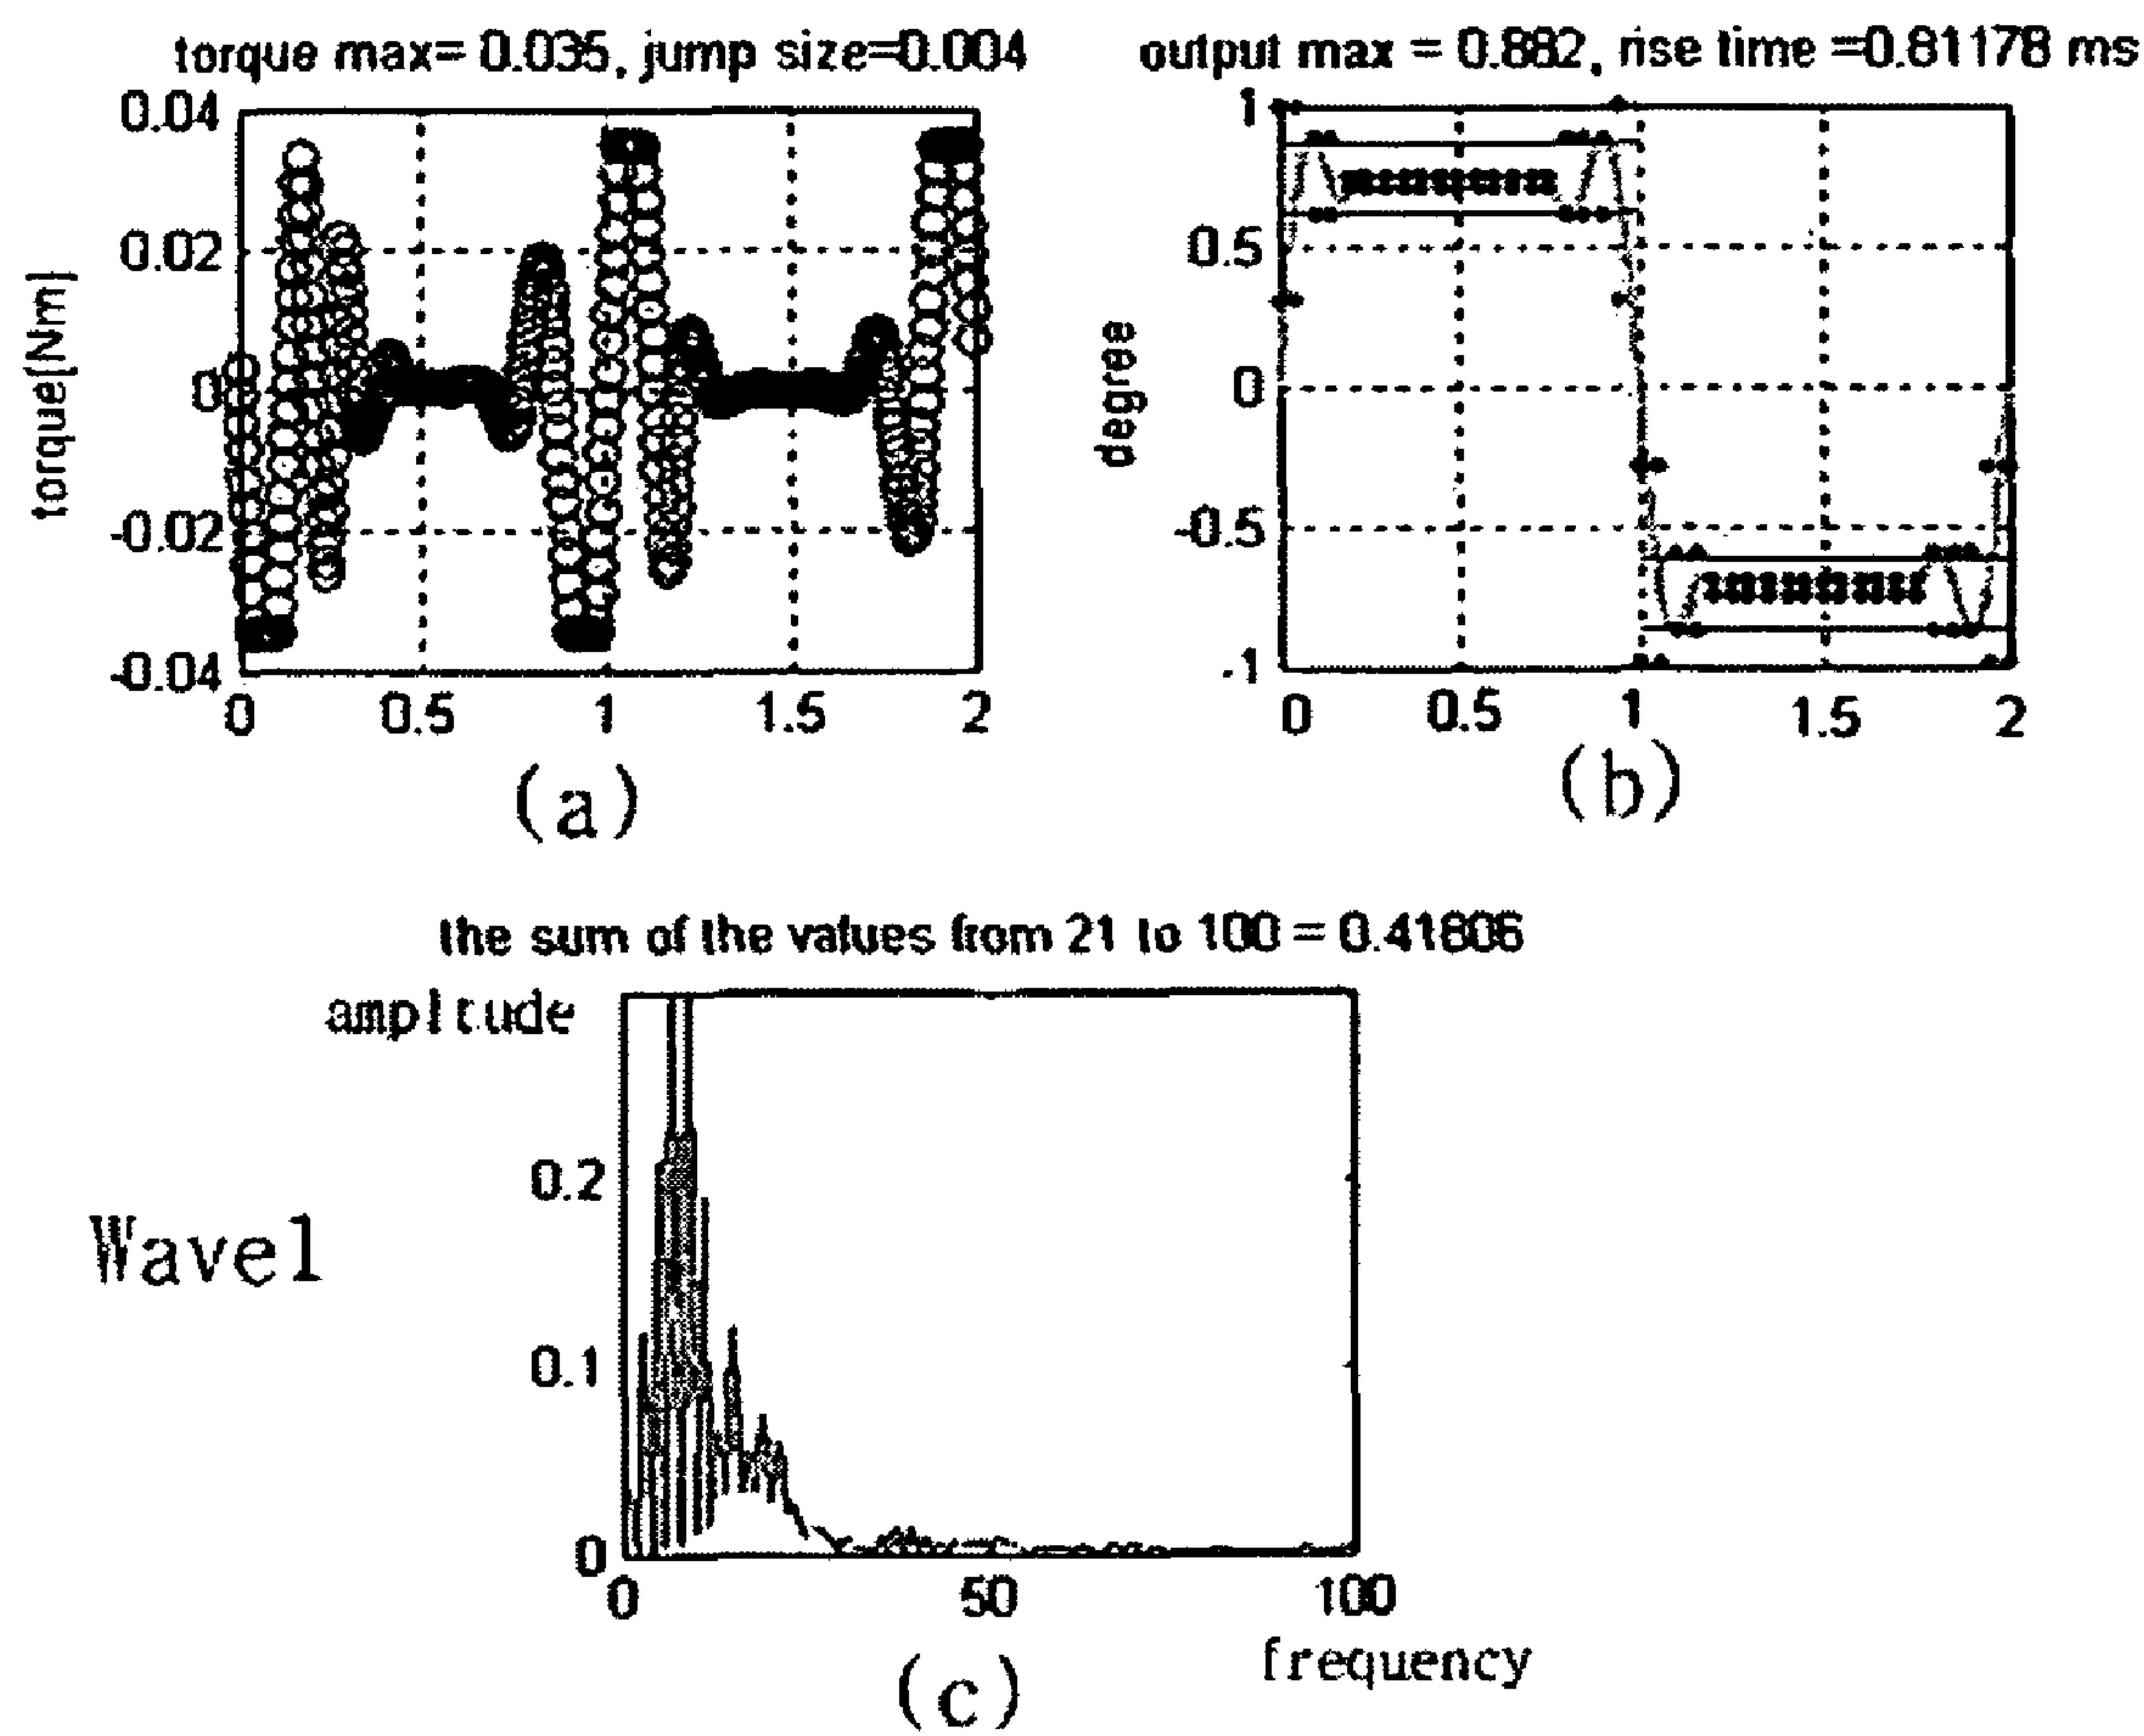 torque max= 0.035, jump size=0.004
0.04
0.02
0
-0.02
-0.04
torque[Nm]
0 0.5 1 1.5 2
(a)
output max = 0.882, rise time =0.81178 ms
1
0.5
0
-0.5
-1
degree
0 0.5 1 1.5 2
(b)
the sum of the values from 21 to 100 = 0.41806
ampltude
0.2
0.1
0
Wave1
0 50 100
frequency
(c)